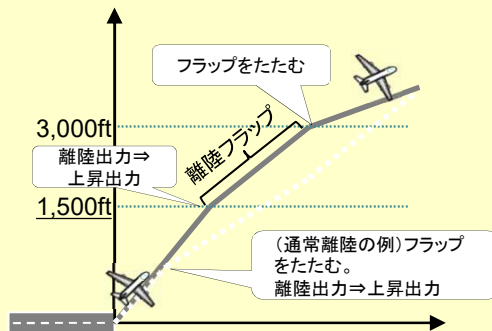 フラップをたたむ
3,000ft
離陸フラップ
離陸出力⇒
上昇出力
1,500ft
(通常離陸の例)フラップ
をたたむ。
離陸出力⇒上昇出力